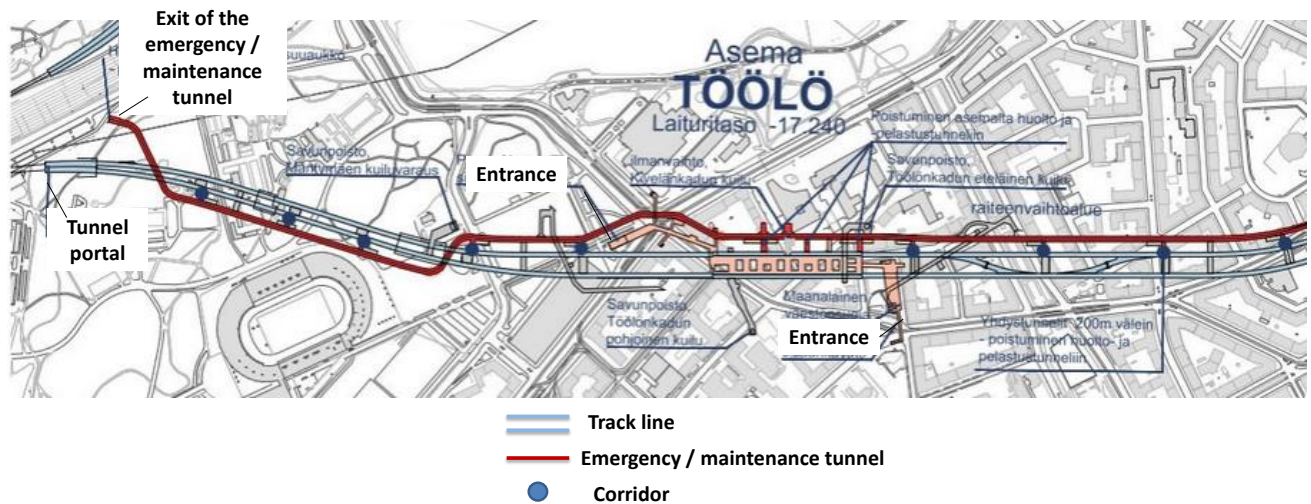 Exit of the
emergency /
maintenance
tunnel
Asema
TÖÖLÖ
Laituritaso -17.240
Poistuminen asemalta huolto-ja
-pelastustunneliin
Savunpoisto,
Mäntymäen kuiluvaraus
Entrance
ilmanvaihto,
Kivelänkadun kuilu
Savunpoisto,
Töölönkadun eteläinen kuilu
raiteenvaihtoalue
Tunnel
portal
Savunpoisto,
Töölönkadun
pohjoinen kuilu
Maanalainen
Entrance
Yhdystunnelit 200m välein
- poistuminen huolto- ja
pelastustunneliin
Track line
Emergency / maintenance tunnel
Corridor